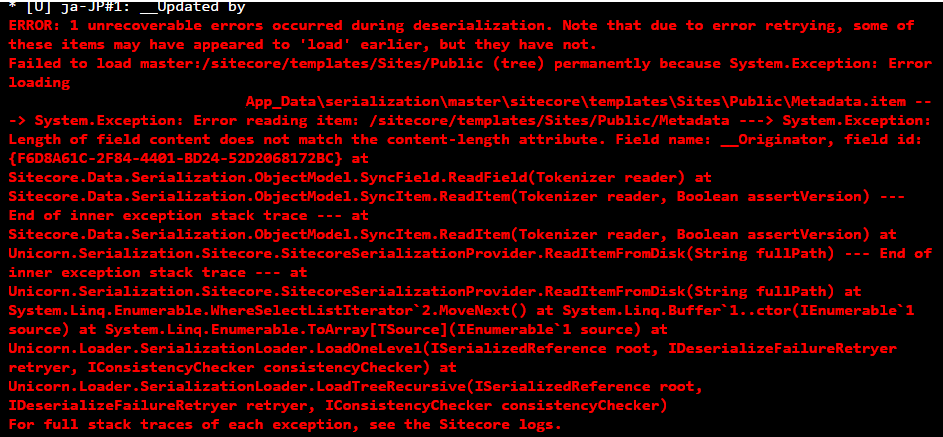 * [U] ja-JP#1: __Updated by
ERROR: 1 unrecoverable errors occurred during deserialization. Note that due to error retrying, some of
these items may have appeared to 'load' earlier, but they have not.
Failed to load master:/sitecore/templates/Sites/Public (tree) permanently because System.Exception: Error
loading
App_Data\serialization\master\sitecore\templates\Sites\Public\Metadata.item --
-> System.Exception: Error reading item: /sitecore/templates/Sites/Public/Metadata ---> System.Exception:
Length of field content does not match the content-length attribute. Field name: __Originator, field id:
{F6D8A61C-2F84-4401-BD24-52D2068172BC} at
Sitecore.Data.Serialization.ObjectModel.SyncField.ReadField(Tokenizer reader) at
Sitecore.Data.Serialization.ObjectModel.SyncItem.ReadItem(Tokenizer reader, Boolean assertVersion) ---
End of inner exception stack trace --- at
Sitecore.Data.Serialization.ObjectModel.SyncItem.ReadItem(Tokenizer reader, Boolean assertVersion) at
Unicorn.Serialization.Sitecore.SitecoreSerializationProvider.ReadItemFromDisk(String fullPath) --- End of
inner exception stack trace --- at
Unicorn.Serialization.Sitecore.SitecoreSerializationProvider.ReadItemFromDisk(String fullPath) at
System.Linq.Enumerable.WhereSelectListIterator`2.MoveNext() at System.Linq.Buffer`1..ctor(IEnumerable`1
source) at System.Linq.Enumerable.ToArray[TSource](IEnumerable`1 source) at
Unicorn.Loader.SerializationLoader.LoadOneLevel(ISerializedReference root, IDeserializeFailureRetryer
retryer, IConsistencyChecker consistencyChecker) at
Unicorn.Loader.SerializationLoader.LoadTreeRecursive(ISerializedReference root,
IDeserializeFailureRetryer retryer, IConsistencyChecker consistencyChecker)
For full stack traces of each exception, see the Sitecore logs.